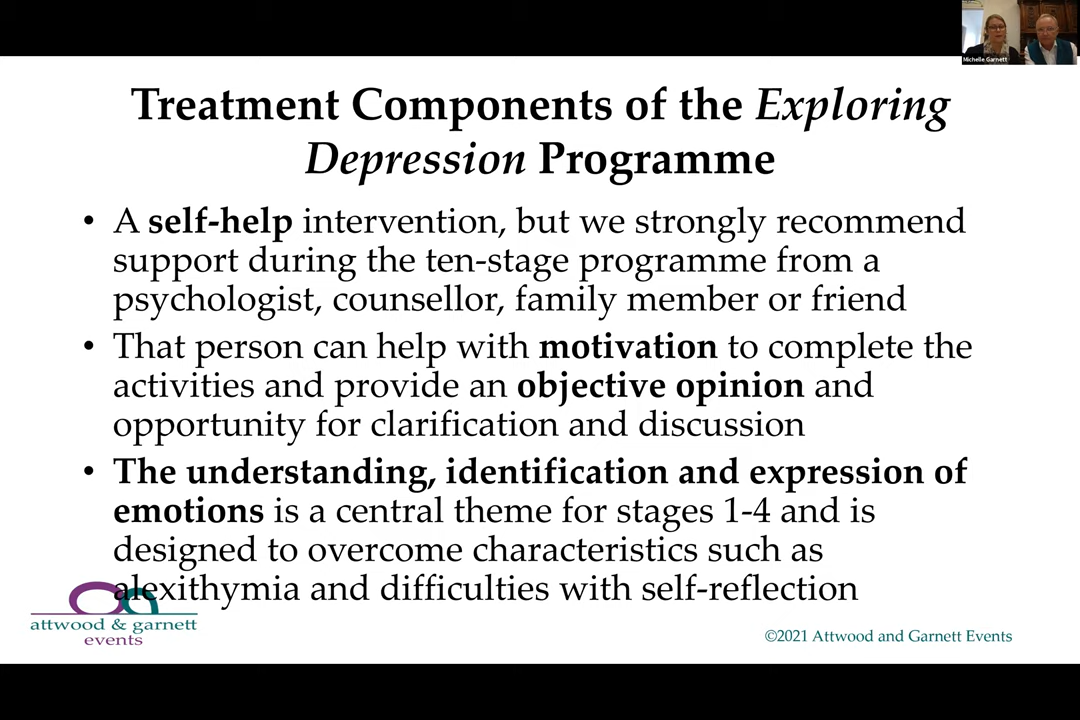 Michelle Garnett
Treatment Components of the Exploring
Depression Programme
• A self-help intervention, but we strongly recommend
support during the ten-stage programme from a
psychologist, counsellor, family member or friend
• That person can help with motivation to complete the
activities and provide an objective opinion and
opportunity for clarification and discussion
• The understanding, identification and expression of
emotions is a central theme for stages 1-4 and is
designed to overcome characteristics such as
alexithymia and difficulties with self-reflection
attwood & garnett
events
©2021 Attwood and Garnett Events